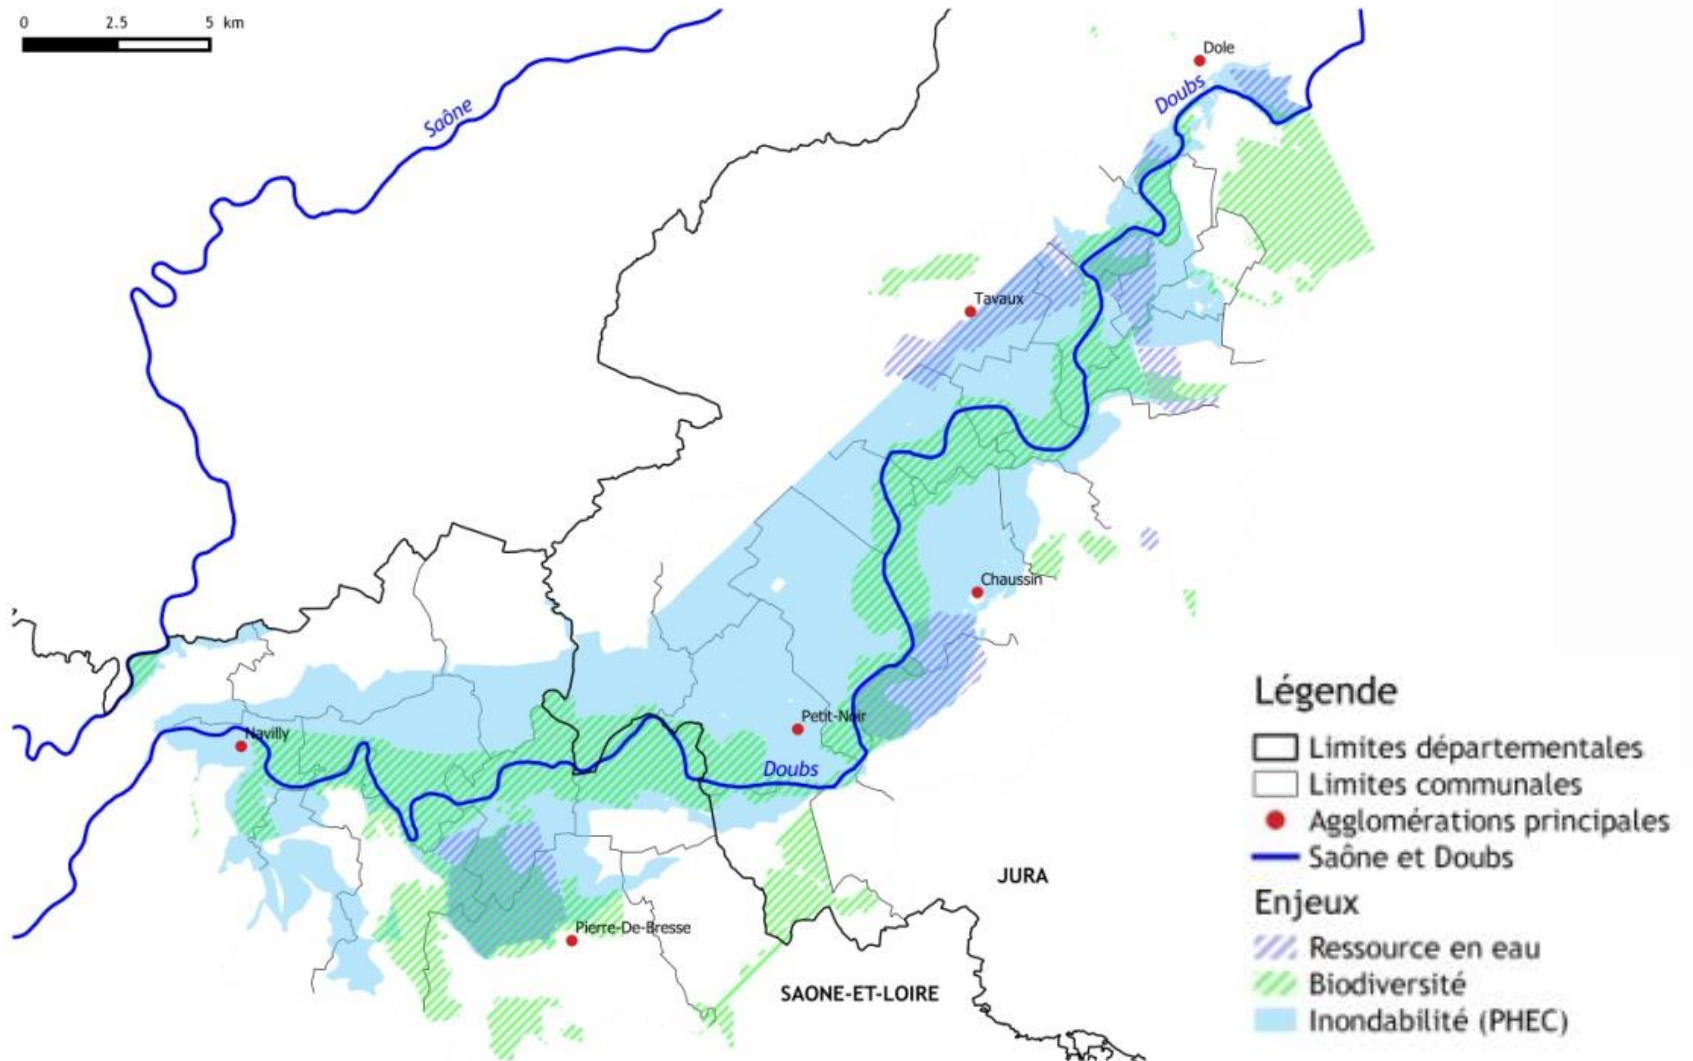 0 2.5 5 km
Dole
Doubs
Saône
Tavaux
Chaussin
Petit-Noir
Navilly
Doubs
Pierre-De-Bresse
JURA
SAONE-ET-LOIRE
Légende
Limites départementales
Limites communales
Agglomérations principales
Saône et Doubs
Enjeux
Ressource en eau
Biodiversité
Inondabilité (PHEC)